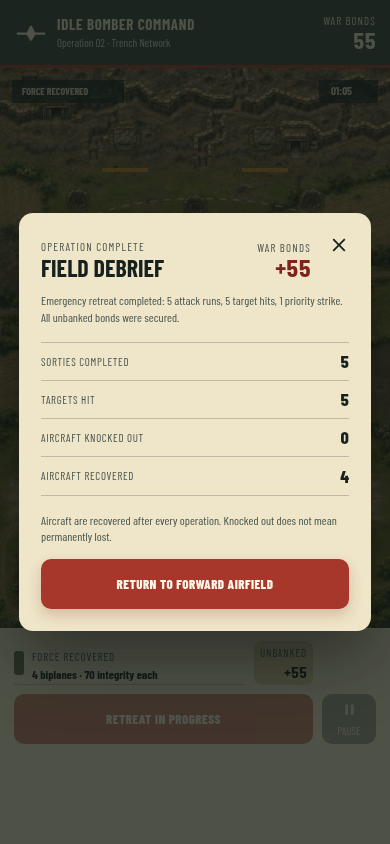 IDLE BOMBER COMMAND
Operation 02 · Trench Network
WAR BONDS
55
FORCE RECOVERED
01:05
OPERATION COMPLETE
FIELD DEBRIEF
WAR BONDS
+55
Emergency retreat completed: 5 attack runs, 5 target hits, 1 priority strike.
All unbanked bonds were secured.
SORTIES COMPLETED
5
TARGETS HIT
5
AIRCRAFT KNOCKED OUT
0
AIRCRAFT RECOVERED
4
Aircraft are recovered after every operation. Knocked out does not mean
permanently lost.
RETURN TO FORWARD AIRFIELD
FORCE RECOVERED
4 biplanes · 70 integrity each
UNBANKED
+55
RETREAT IN PROGRESS
PAUSE